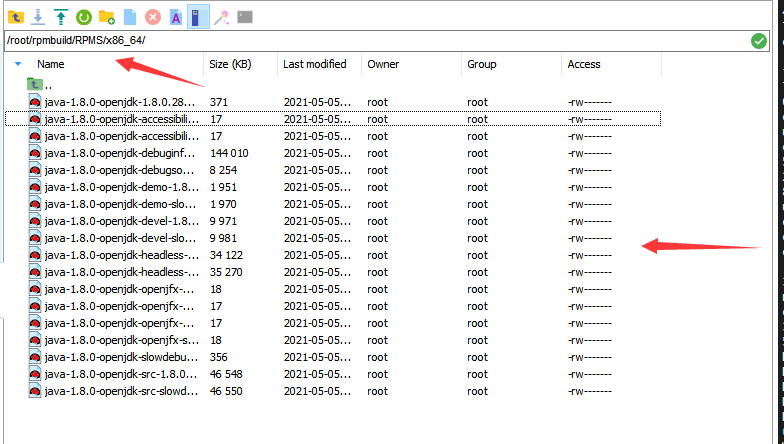 /root/rpmbuild/RPMS/x86_64/
Name Size (KB) Last modified Owner Group Access
..
java-1.8.0-openjdk-1.8.0.28... 371 2021-05-05... root root -rw-------
java-1.8.0-openjdk-accessibili... 17 2021-05-05... root root -rw-------
java-1.8.0-openjdk-accessibili... 17 2021-05-05... root root -rw-------
java-1.8.0-openjdk-debuginf... 144 010 2021-05-05... root root -rw-------
java-1.8.0-openjdk-debugso... 8 254 2021-05-05... root root -rw-------
java-1.8.0-openjdk-demo-1.8... 1 951 2021-05-05... root root -rw-------
java-1.8.0-openjdk-demo-slo... 1 970 2021-05-05... root root -rw-------
java-1.8.0-openjdk-devel-1.8... 9 971 2021-05-05... root root -rw-------
java-1.8.0-openjdk-devel-slo... 9 981 2021-05-05... root root -rw-------
java-1.8.0-openjdk-headless-... 34 122 2021-05-05... root root -rw-------
java-1.8.0-openjdk-headless-... 35 270 2021-05-05... root root -rw-------
java-1.8.0-openjdk-openjfx-... 18 2021-05-05... root root -rw-------
java-1.8.0-openjdk-openjfx-... 17 2021-05-05... root root -rw-------
java-1.8.0-openjdk-openjfx-... 17 2021-05-05... root root -rw-------
java-1.8.0-openjdk-openjfx-s... 18 2021-05-05... root root -rw-------
java-1.8.0-openjdk-slowdebu... 356 2021-05-05... root root -rw-------
java-1.8.0-openjdk-src-1.8.0... 46 548 2021-05-05... root root -rw-------
java-1.8.0-openjdk-src-slowd... 46 550 2021-05-05... root root -rw-------